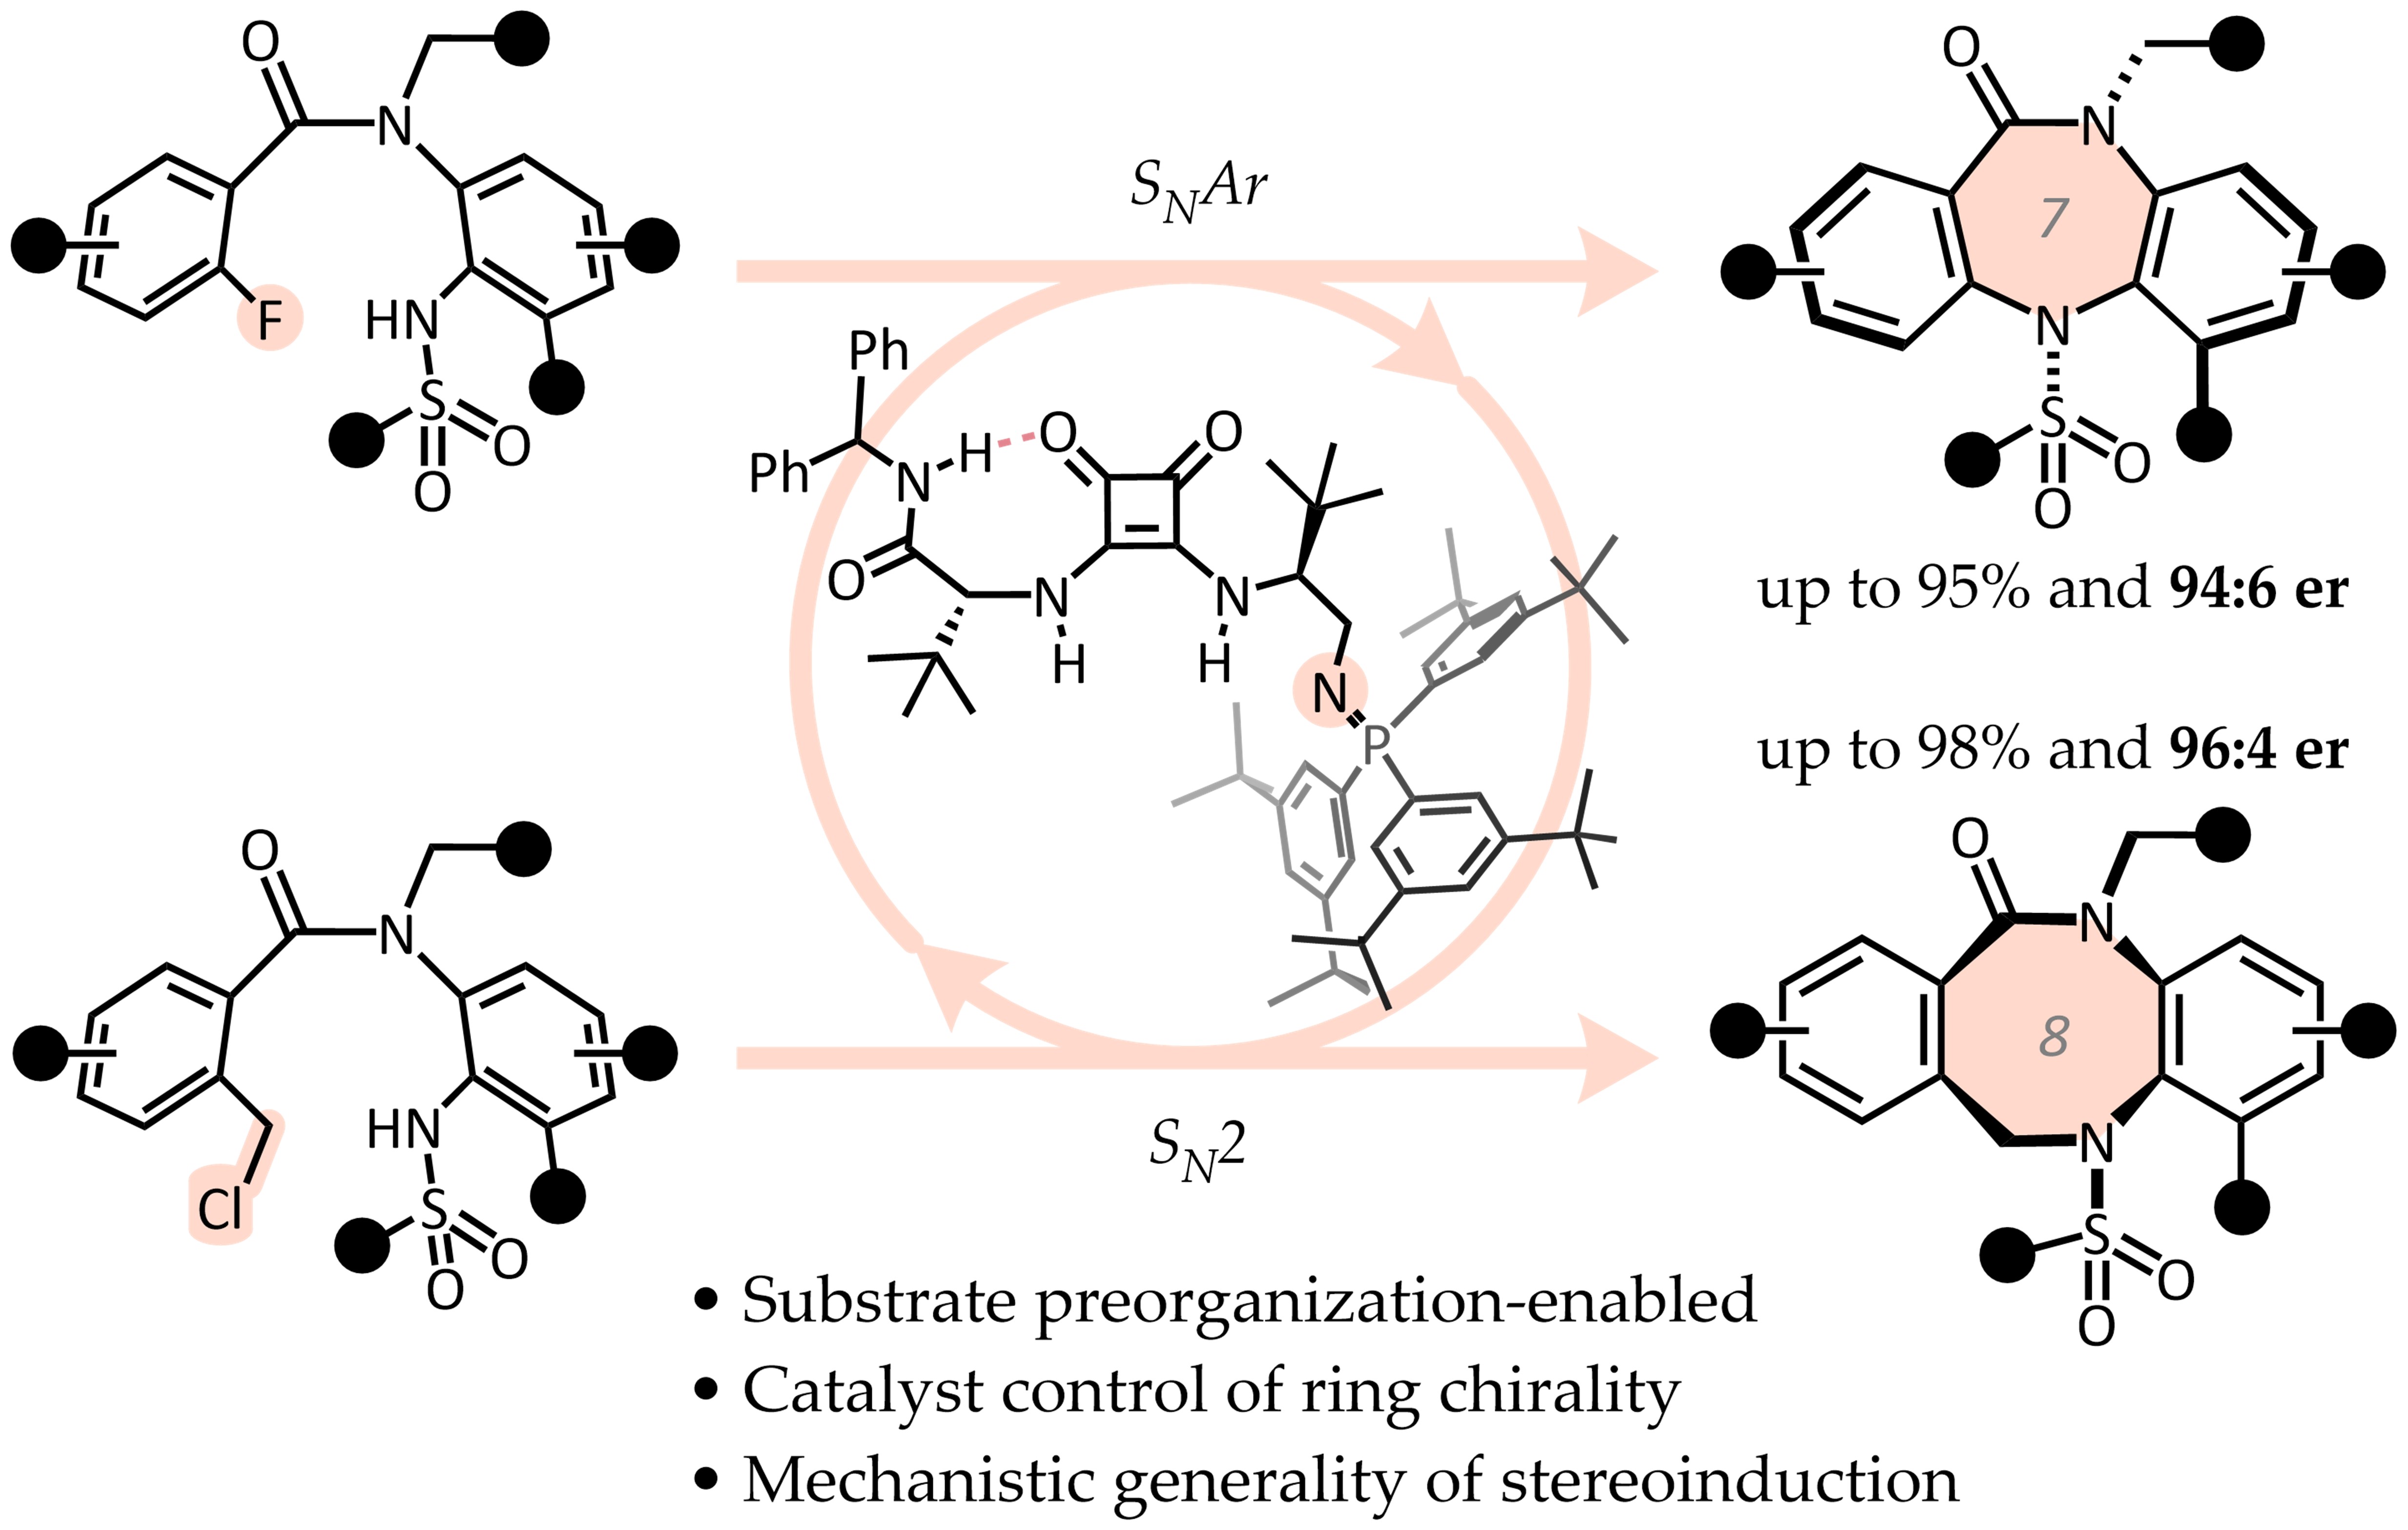 O
N
F
HN
S
O
O
S_NAr
O
N
7
N
S
O
O
Ph
Ph
N
H
O
O
O
N
H
N
H
N
P
up to 95% and 94:6 er
up to 98% and 96:4 er
O
N
Cl
HN
S
O
O
S_N2
O
N
8
N
S
O
O
• Substrate preorganization-enabled
• Catalyst control of ring chirality
• Mechanistic generality of stereoinduction